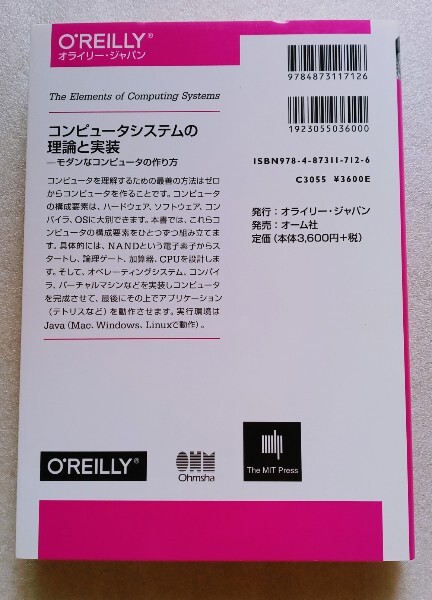 O'REILLY®
オライリー・ジャパン
The Elements of Computing Systems
コンピュータシステムの
理論と実装
―モダンなコンピュータの作り方
コンピュータを理解するための最善の方法はゼロ
からコンピュータを作ることです。コンピュータ
の構成要素は、ハードウェア、ソフトウェア、コン
パイラ、OSに大別できます。本書では、これらコ
ンピュータの構成要素をひとつずつ組み立てま
す。具体的には、NANDという電子素子からス
タートし、論理ゲート、加算器、CPUを設計しま
す。そして、オペレーティングシステム、コンパイ
ラ、バーチャルマシンなどを実装しコンピュータ
を完成させて、最後にその上でアプリケーション
（テトリスなど）を動作させます。実行環境は
Java（Mac、Windows、Linuxで動作）。
9784873117126
1923055036000
ISBN978-4-87311-712-6
C3055 ¥3600E
発行：オライリー・ジャパン
発売：オーム社
定価（本体3,600円+税）
O'REILLY®
OHM
Ohmsha
The MIT Press